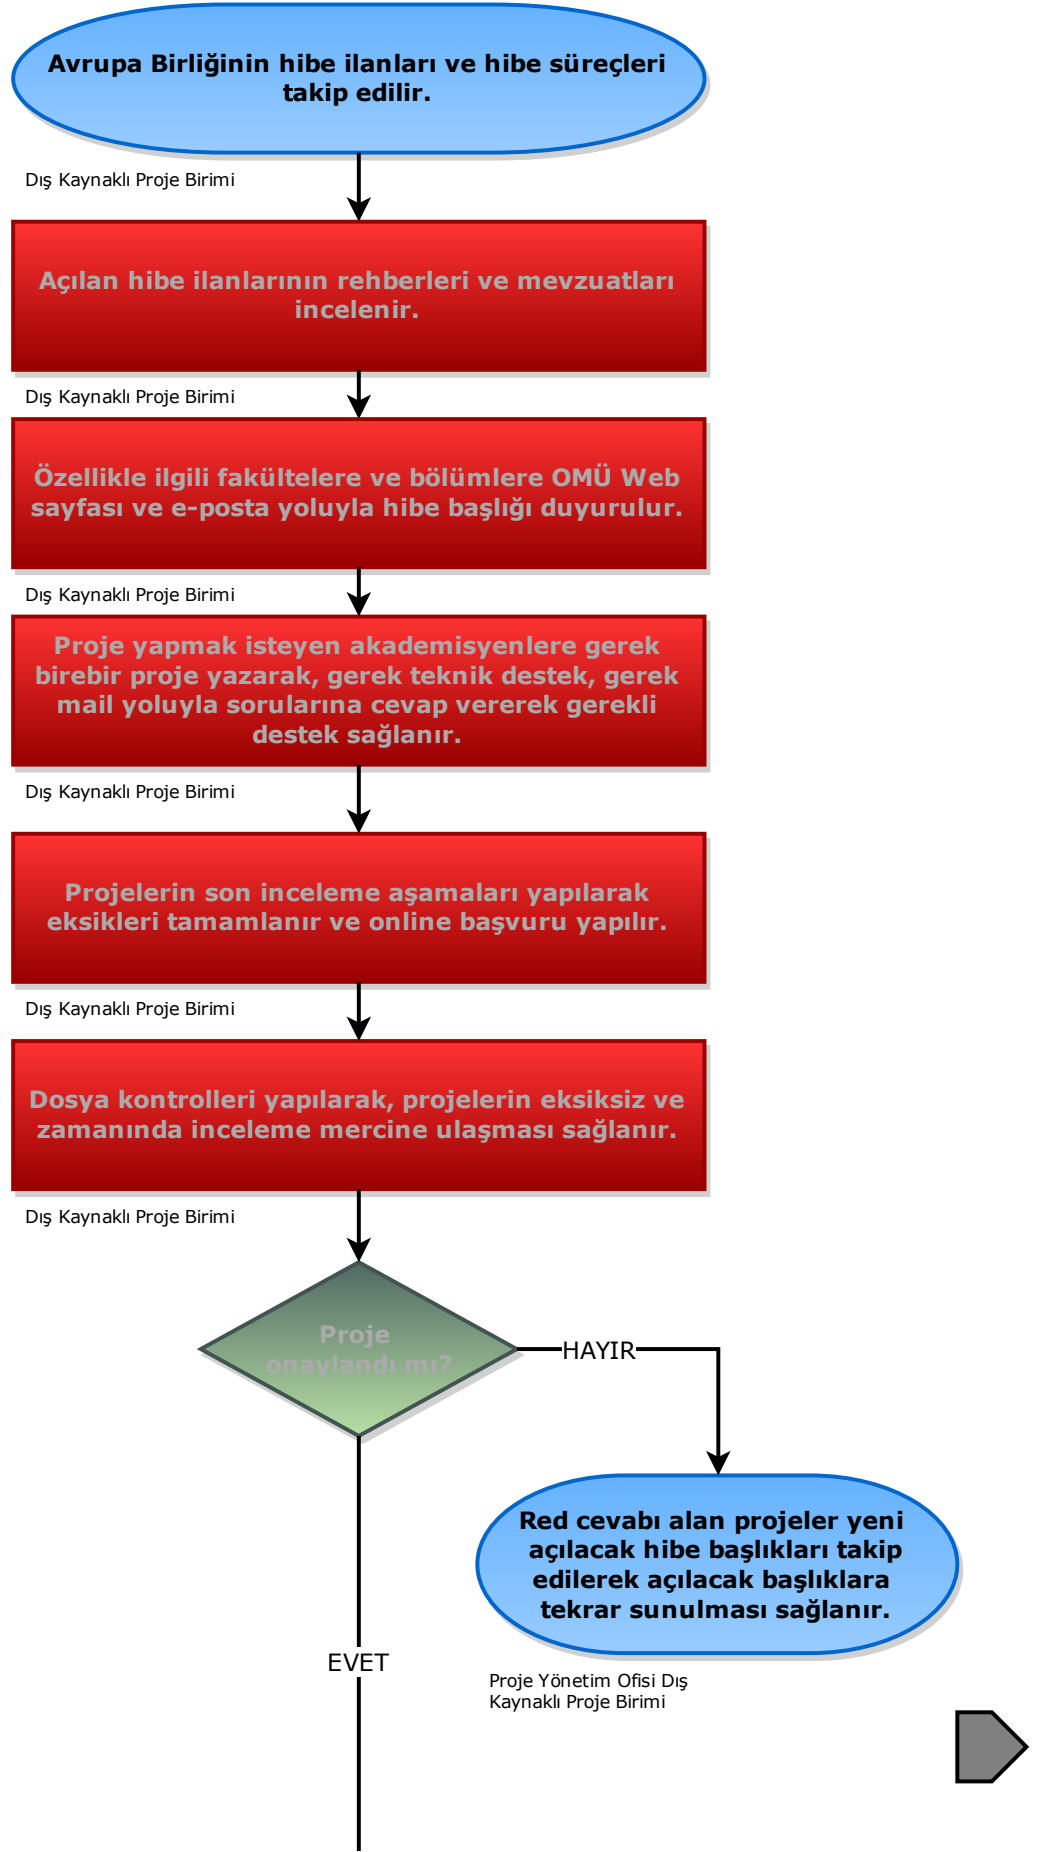 Avrupa Birliğinin hibe ilanları ve hibe süreçleri
takip edilir.
Dış Kaynaklı Proje Birimi
Açılan hibe ilanlarının rehberleri ve mevzuatları
incelenir.
Dış Kaynaklı Proje Birimi
Özellikle ilgili fakültelere ve bölümlere OMÜ Web
sayfası ve e-posta yoluyla hibe başlığı duyurulur.
Dış Kaynaklı Proje Birimi
Proje yapmak isteyen akademisyenlere gerek
birebir proje yazarak, gerek teknik destek, gerek
mail yoluyla sorularına cevap vererek gerekli
destek sağlanır.
Dış Kaynaklı Proje Birimi
Projelerin son inceleme aşamaları yapılarak
eksikleri tamamlanır ve online başvuru yapılır.
Dış Kaynaklı Proje Birimi
Dosya kontrolleri yapılarak, projelerin eksiksiz ve
zamanında inceleme mercine ulaşması sağlanır.
Dış Kaynaklı Proje Birimi
Proje
onaylandı mı?
HAYIR
Red cevabı alan projeler yeni
açılacak hibe başlıkları takip
edilerek açılacak başlıklara
tekrar sunulması sağlanır.
EVET
Proje Yönetim Ofisi Dış
Kaynaklı Proje Birimi